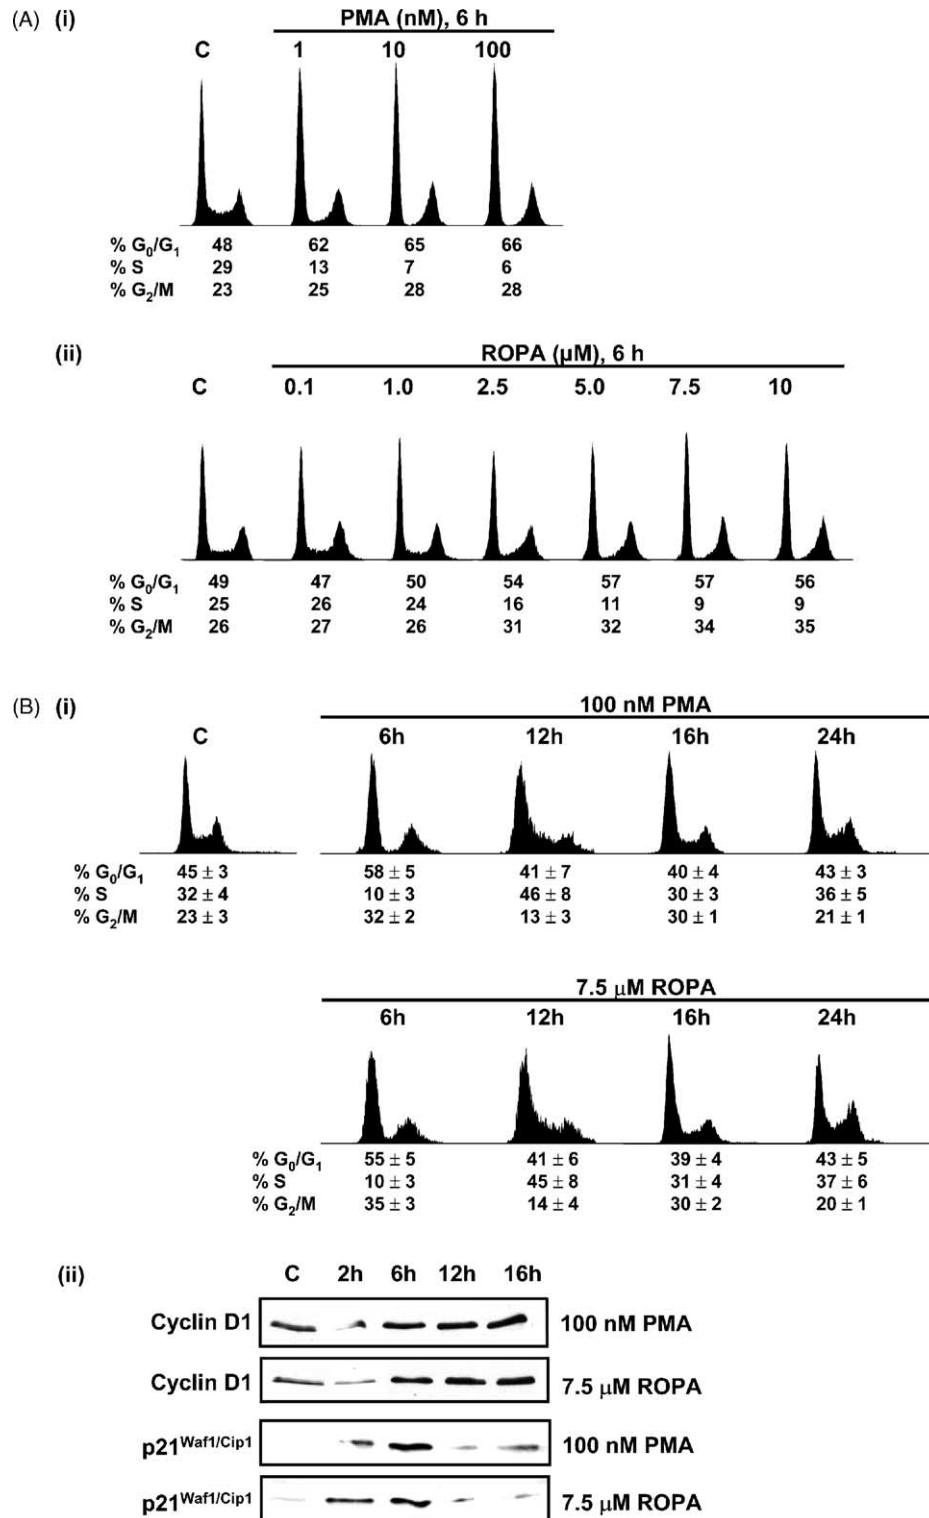 (A) (i) PMA (nM), 6 h
C 1 10 100
% G0/G1 48 62 65 66
% S 29 13 7 6
% G2/M 23 25 28 28
(ii) ROPA (µM), 6 h
C 0.1 1.0 2.5 5.0 7.5 10
% G0/G1 49 47 50 54 57 57 56
% S 25 26 24 16 11 9 9
% G2/M 26 27 26 31 32 34 35
(B) (i) 100 nM PMA
C 6h 12h 16h 24h
% G0/G1 45 ± 3 58 ± 5 41 ± 7 40 ± 4 43 ± 3
% S 32 ± 4 10 ± 3 46 ± 8 30 ± 3 36 ± 5
% G2/M 23 ± 3 32 ± 2 13 ± 3 30 ± 1 21 ± 1
7.5 µM ROPA
6h 12h 16h 24h
% G0/G1 55 ± 5 41 ± 6 39 ± 4 43 ± 5
% S 10 ± 3 45 ± 8 31 ± 4 37 ± 6
% G2/M 35 ± 3 14 ± 4 30 ± 2 20 ± 1
(ii) C 2h 6h 12h 16h
Cyclin D1 100 nM PMA
Cyclin D1 7.5 µM ROPA
p21Waf1/Cip1 100 nM PMA
p21Waf1/Cip1 7.5 µM ROPA